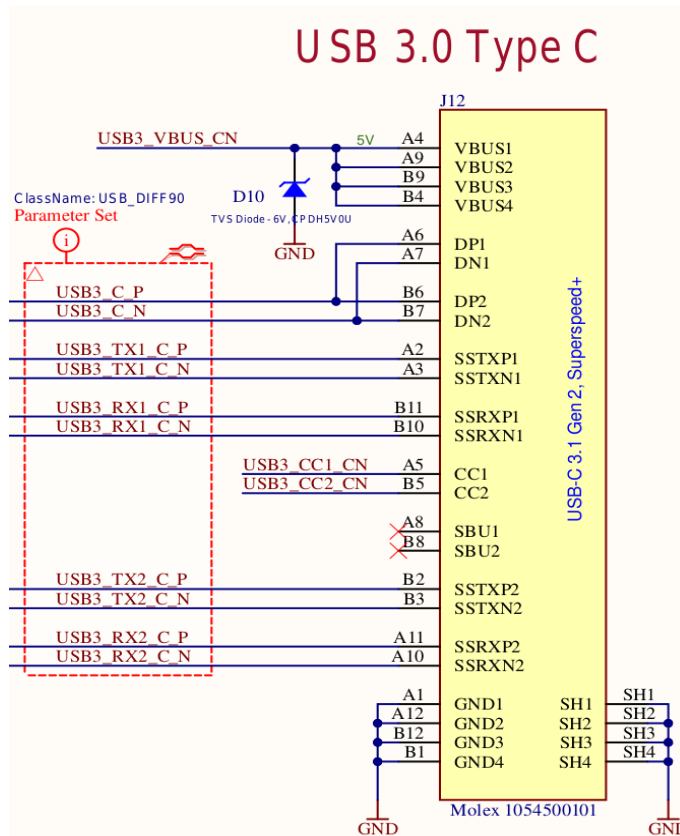 USB 3.0 Type C
J12
USB3_VBUS_CN
5V
A4 VBUS1
A9 VBUS2
B9 VBUS3
B4 VBUS4
ClassName: USB_DIFF90
Parameter Set
i
D10
TVS Diode - 6V,CPDH5V0U
GND
A6 DP1
A7 DN1
USB3_C_P B6 DP2
USB3_C_N B7 DN2
USB3_TX1_C_P A2 SSTXP1
USB3_TX1_C_N A3 SSTXN1
USB3_RX1_C_P B11 SSRXP1
USB3_RX1_C_N B10 SSRXN1
USB3_CC1_CN A5 CC1
USB3_CC2_CN B5 CC2
A8 SBU1
B8 SBU2
USB3_TX2_C_P B2 SSTXP2
USB3_TX2_C_N B3 SSTXN2
USB3_RX2_C_P A11 SSRXP2
USB3_RX2_C_N A10 SSRXN2
USB-C 3.1 Gen 2, Superspeed+
A1 GND1 SH1 SH1
A12 GND2 SH2 SH2
B12 GND3 SH3 SH3
B1 GND4 SH4 SH4
Molex 1054500101
GND
GND